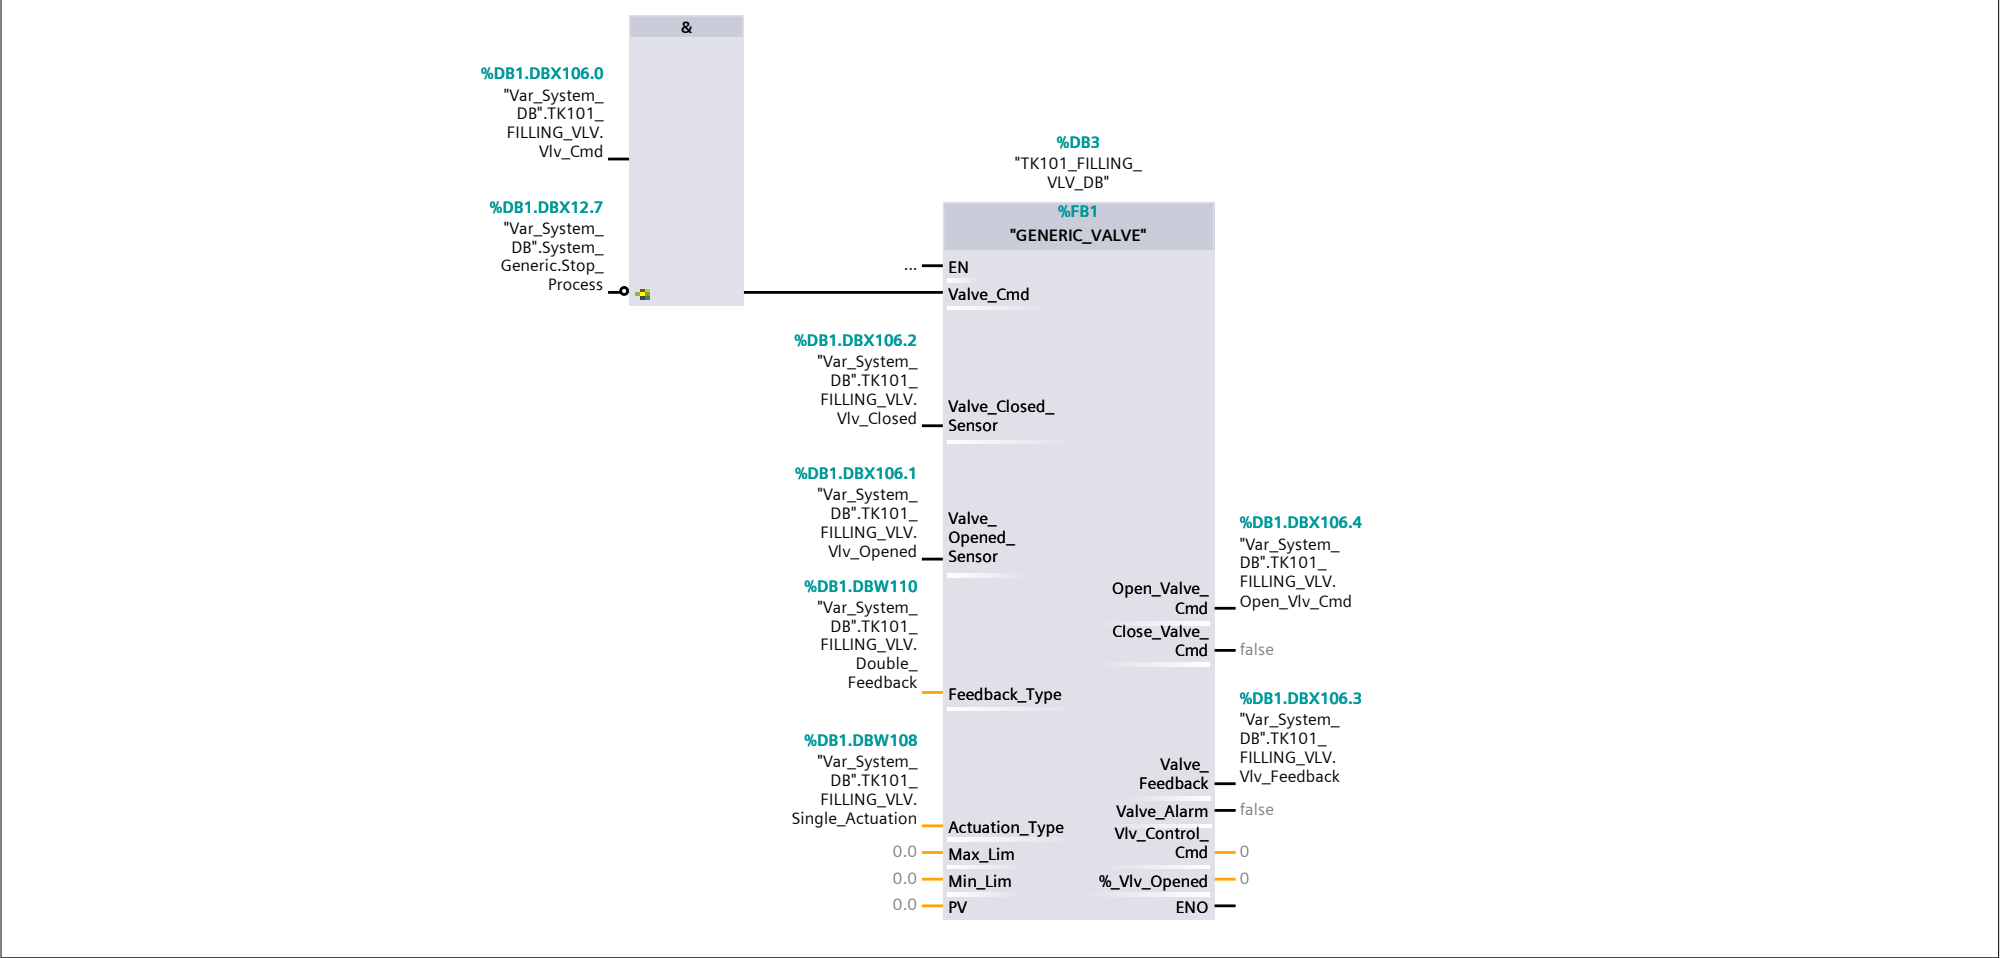 &
%DB1.DBX106.0
"Var_System_
DB".TK101_
FILLING_VLV.
Vlv_Cmd
%DB1.DBX12.7
"Var_System_
DB".System_
Generic.Stop_
Process
%DB3
"TK101_FILLING_
VLV_DB"
%FB1
"GENERIC_VALVE"
...
EN
Valve_Cmd
%DB1.DBX106.2
"Var_System_
DB".TK101_
FILLING_VLV.
Vlv_Closed
Valve_Closed_
Sensor
%DB1.DBX106.1
"Var_System_
DB".TK101_
FILLING_VLV.
Vlv_Opened
Valve_
Opened_
Sensor
%DB1.DBW110
"Var_System_
DB".TK101_
FILLING_VLV.
Double_
Feedback
Feedback_Type
%DB1.DBW108
"Var_System_
DB".TK101_
FILLING_VLV.
Single_Actuation
Actuation_Type
0.0
Max_Lim
0.0
Min_Lim
0.0
PV
Open_Valve_
Cmd
%DB1.DBX106.4
"Var_System_
DB".TK101_
FILLING_VLV.
Open_Vlv_Cmd
Close_Valve_
Cmd
false
Valve_
Feedback
%DB1.DBX106.3
"Var_System_
DB".TK101_
FILLING_VLV.
Vlv_Feedback
Valve_Alarm
false
Vlv_Control_
Cmd
0
%_Vlv_Opened
0
ENO